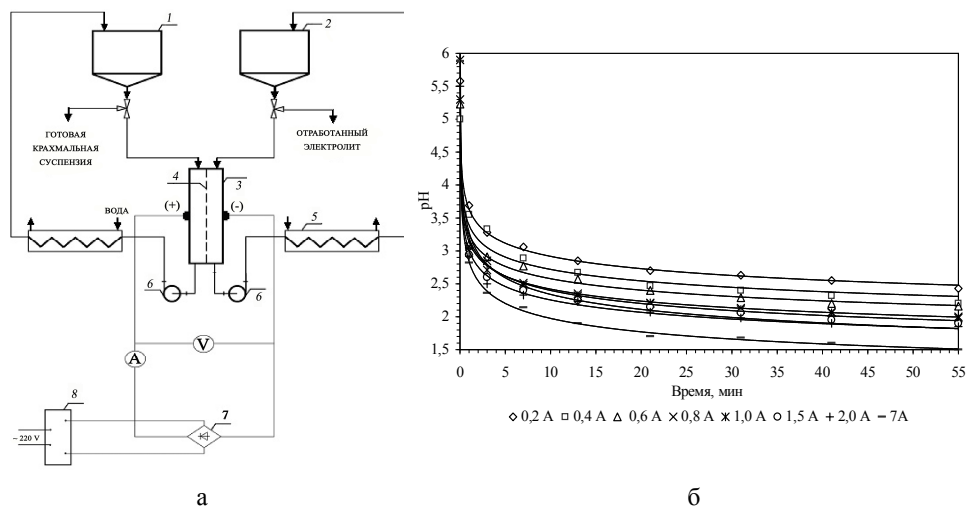 1
2
ГОТОВАЯ
КРАХМАЛЬНАЯ
СУСПЕНЗИЯ
ОТРАБОТАННЫЙ
ЭЛЕКТРОЛИТ
4
3
ВОДА
(+)
(-)
5
6
6
A
V
8
7
~ 220 V
а
6
5,5
5
4,5
4
3,5
3
2,5
2
1,5
pH
0
5
10
15
20
25
30
35
40
45
50
55
Время, мин
0,2 А 0,4 А 0,6 А 0,8 А 1,0 А 1,5 А 2,0 А 7А
б